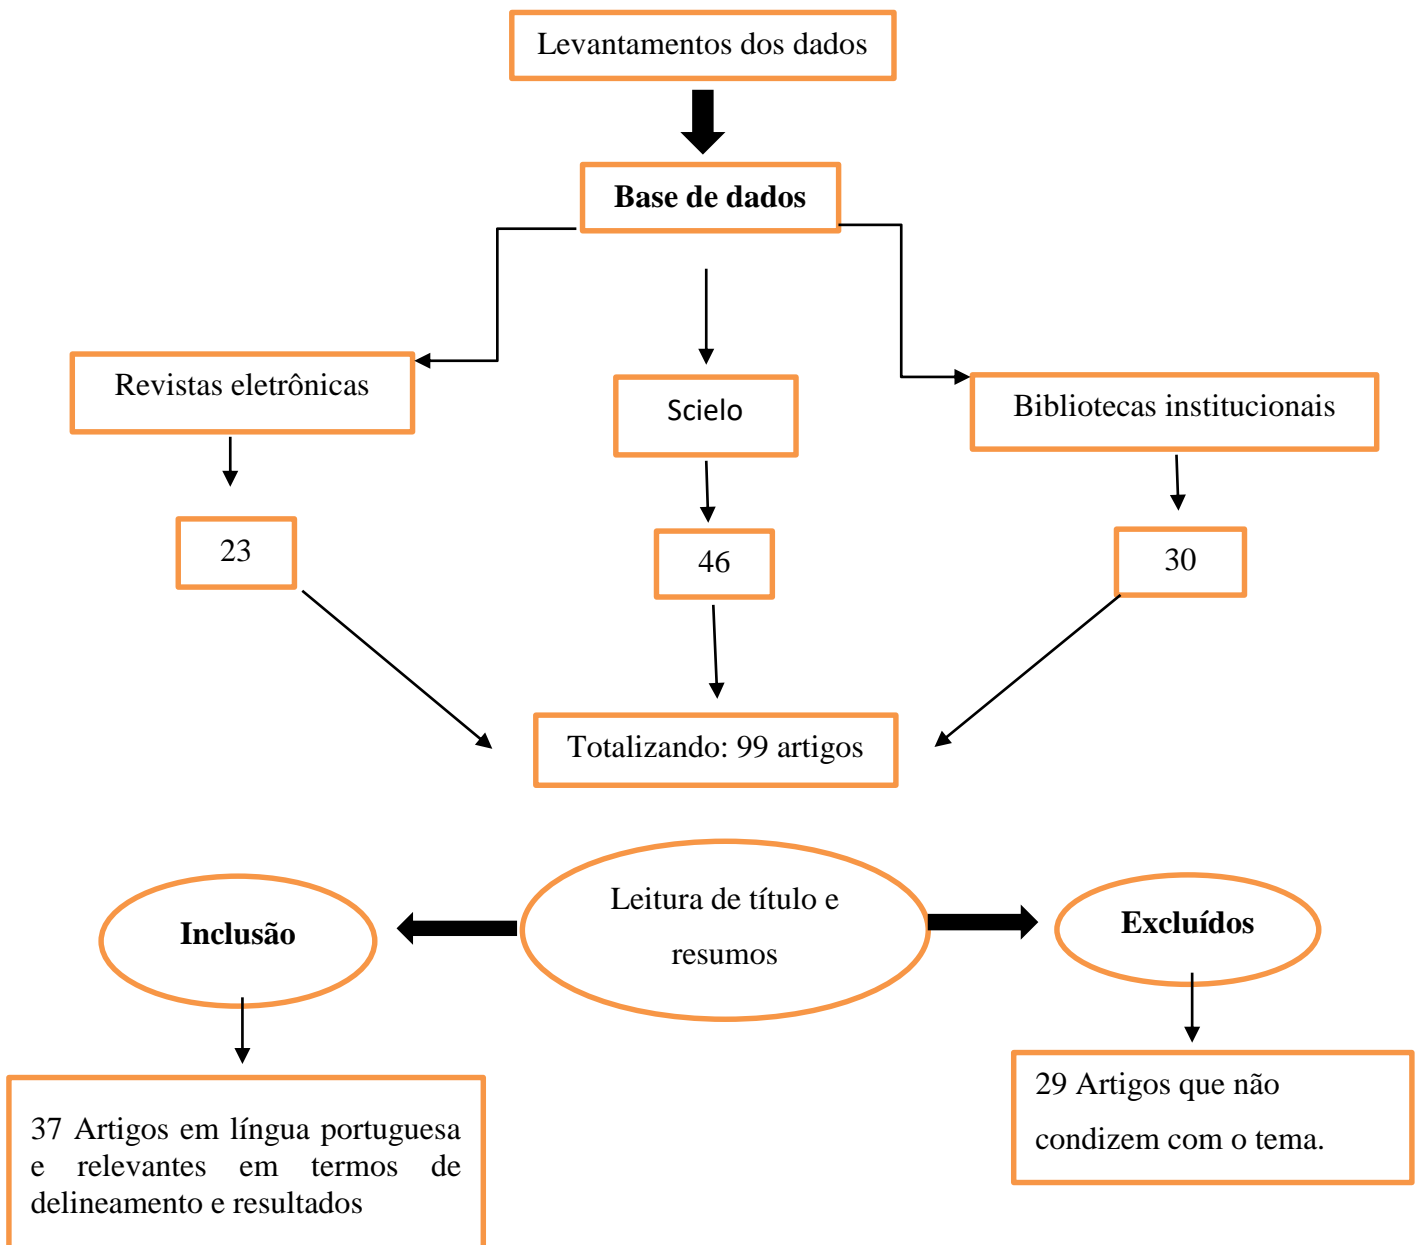 Levantamentos dos dados
Base de dados
Revistas eletrônicas
Scielo
Bibliotecas institucionais
23
46
30
Totalizando: 99 artigos
Leitura de título e
resumos
Inclusão
Excluídos
37 Artigos em língua portuguesa
e relevantes em termos de
delineamento e resultados
29 Artigos que não
condizem com o tema.